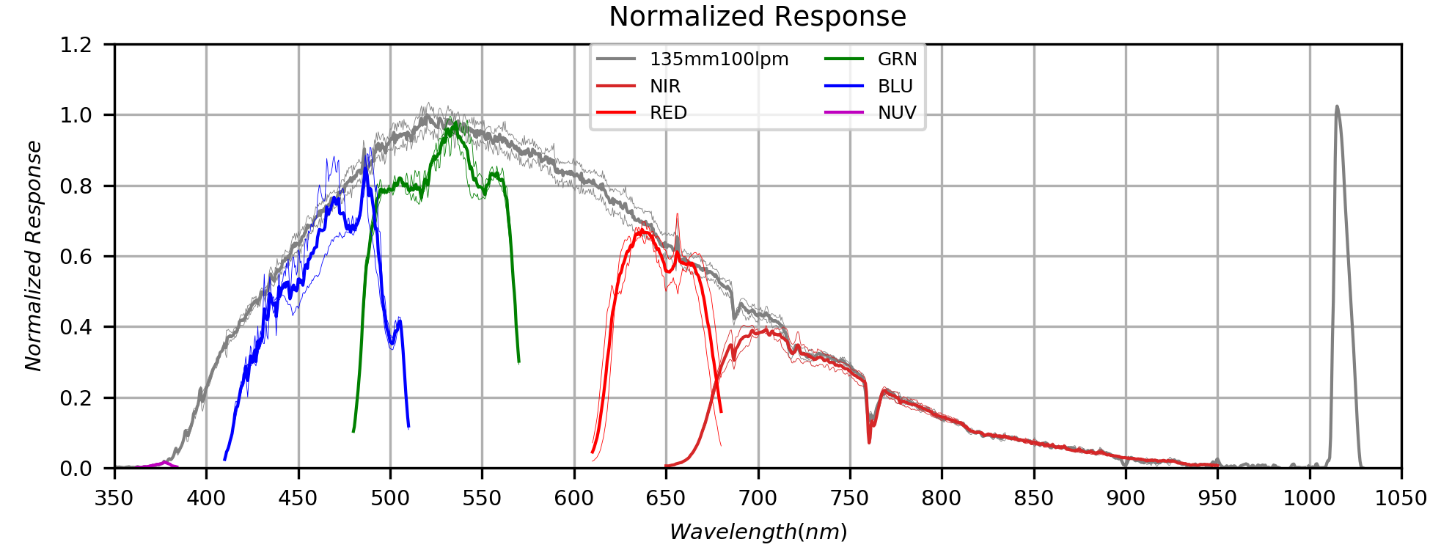 Normalized Response
1.2
1.0
0.8
0.6
0.4
0.2
0.0
Normalized Response
135mm100lpm
NIR
RED
GRN
BLU
NUV
350 400 450 500 550 600 650 700 750 800 850 900 950 1000 1050
Wavelength(nm)